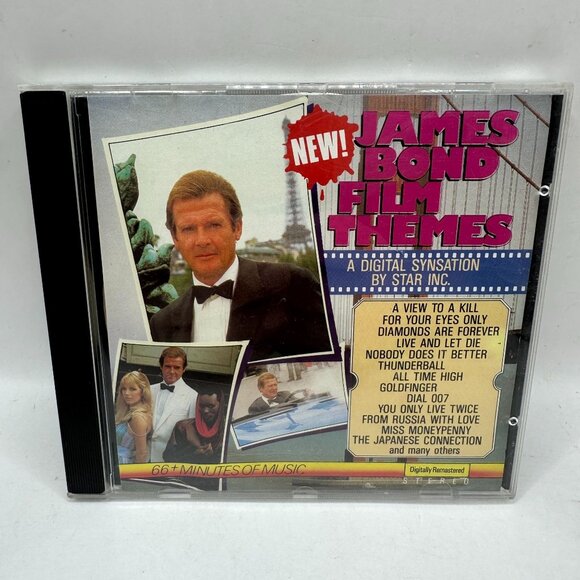 NEW!
JAMES
BOND
FILM
THEMES
A DIGITAL SYNSATION
BY STAR INC.
A VIEW TO A KILL
FOR YOUR EYES ONLY
DIAMONDS ARE FOREVER
LIVE AND LET DIE
NOBODY DOES IT BETTER
THUNDERBALL
ALL TIME HIGH
GOLDFINGER
DIAL 007
YOU ONLY LIVE TWICE
FROM RUSSIA WITH LOVE
MISS MONEYPENNY
THE JAPANESE CONNECTION
and many others
66+ MINUTES OF MUSIC
Digitally Remastered
STEREO